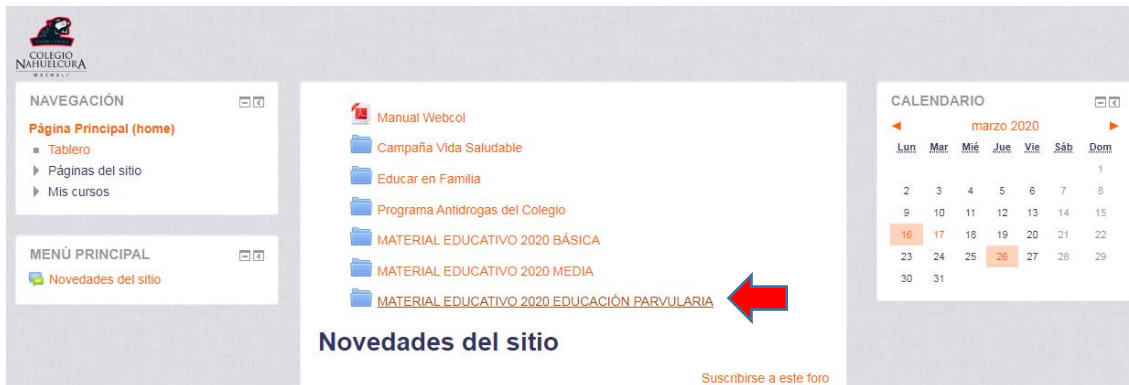 COLEGIO
NAHUELCURA
MACHALÍ
NAVEGACIÓN
Página Principal (home)
Tablero
Páginas del sitio
Mis cursos
MENÚ PRINCIPAL
Novedades del sitio
Manual Webcol
Campaña Vida Saludable
Educar en Familia
Programa Antidrogas del Colegio
MATERIAL EDUCATIVO 2020 BÁSICA
MATERIAL EDUCATIVO 2020 MEDIA
MATERIAL EDUCATIVO 2020 EDUCACIÓN PARVULARIA
Novedades del sitio
Suscribirse a este foro
CALENDARIO
marzo 2020
Lun Mar Mié Jue Vie Sáb Dom
1
2 3 4 5 6 7 8
9 10 11 12 13 14 15
16 17 18 19 20 21 22
23 24 25 26 27 28 29
30 31